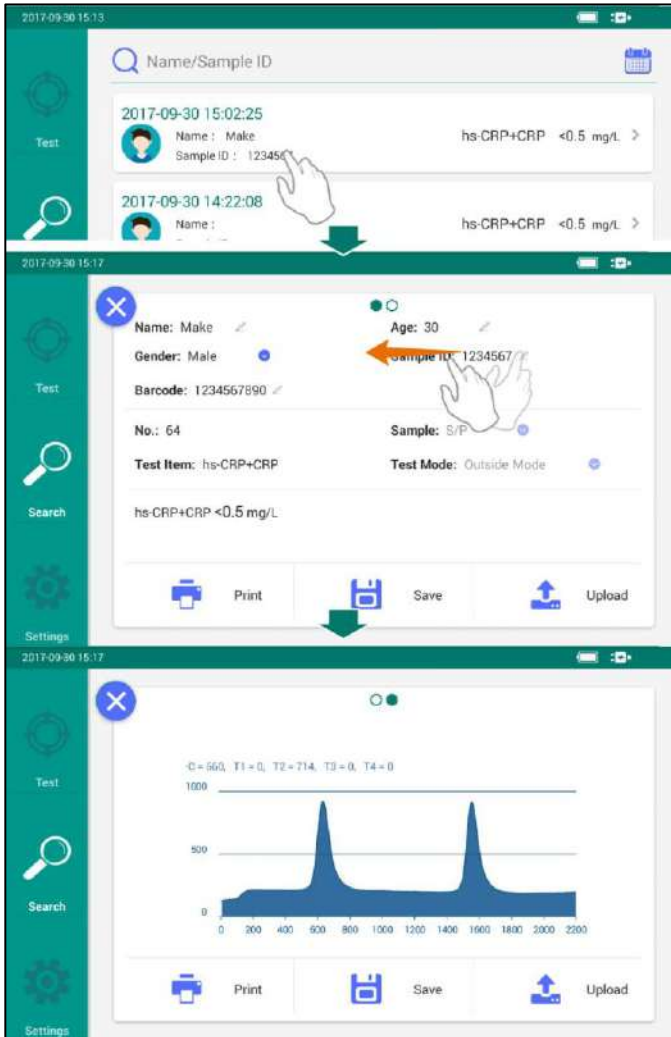 2017-09-30 15:13
Name/Sample ID
Test
2017-09-30 15:02:25
Name : Make
Sample ID : 1234567
hs-CRP+CRP <0.5 mg/L >
2017-09-30 14:22:08
Name :
hs-CRP+CRP <0.5 mg/L >
2017-09-30 15:17
Test
Search
Settings
Name: Make
Age: 30
Gender: Male
Sample ID: 1234567
Barcode: 1234567890
No.: 64
Sample: S/P
Test Item: hs-CRP+CRP
Test Mode: Outside Mode
hs-CRP+CRP <0.5 mg/L
Print
Save
Upload
2017-09-30 15:17
Test
Search
Settings
C = 560, T1 = 0, T2 = 714, T3 = 0, T4 = 0
1000
500
0
0 200 400 600 800 1000 1200 1400 1600 1800 2000 2200
Print
Save
Upload